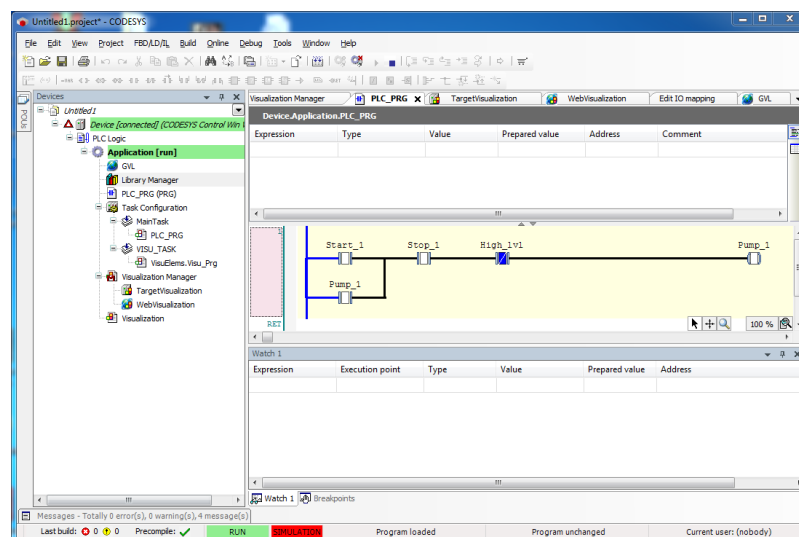 Untitled1.project* - CODESYS
File Edit View Project FBD/LD/IL Build Online Debug Tools Window Help
Devices
Untitled1
Device [connected] (CODESYS Control Win V
PLC Logic
Application [run]
GVL
Library Manager
PLC_PRG (PRG)
Task Configuration
MainTask
PLC_PRG
VISU_TASK
VisuElems.Visu_Prg
Visualization Manager
TargetVisualization
WebVisualization
Visualization
POUs
Visualization Manager PLC_PRG TargetVisualization WebVisualization Edit IO mapping GVL
Device.Application.PLC_PRG
Expression Type Value Prepared value Address Comment
1
Start_1 Stop_1 High_lvl Pump_1
Pump_1
RET
100 %
Watch 1
Expression Execution point Type Value Prepared value Address
Watch 1 Breakpoints
Messages - Totally 0 error(s), 0 warning(s), 4 message(s)
Last build: 0 0 Precompile: RUN SIMULATION Program loaded Program unchanged Current user: (nobody)